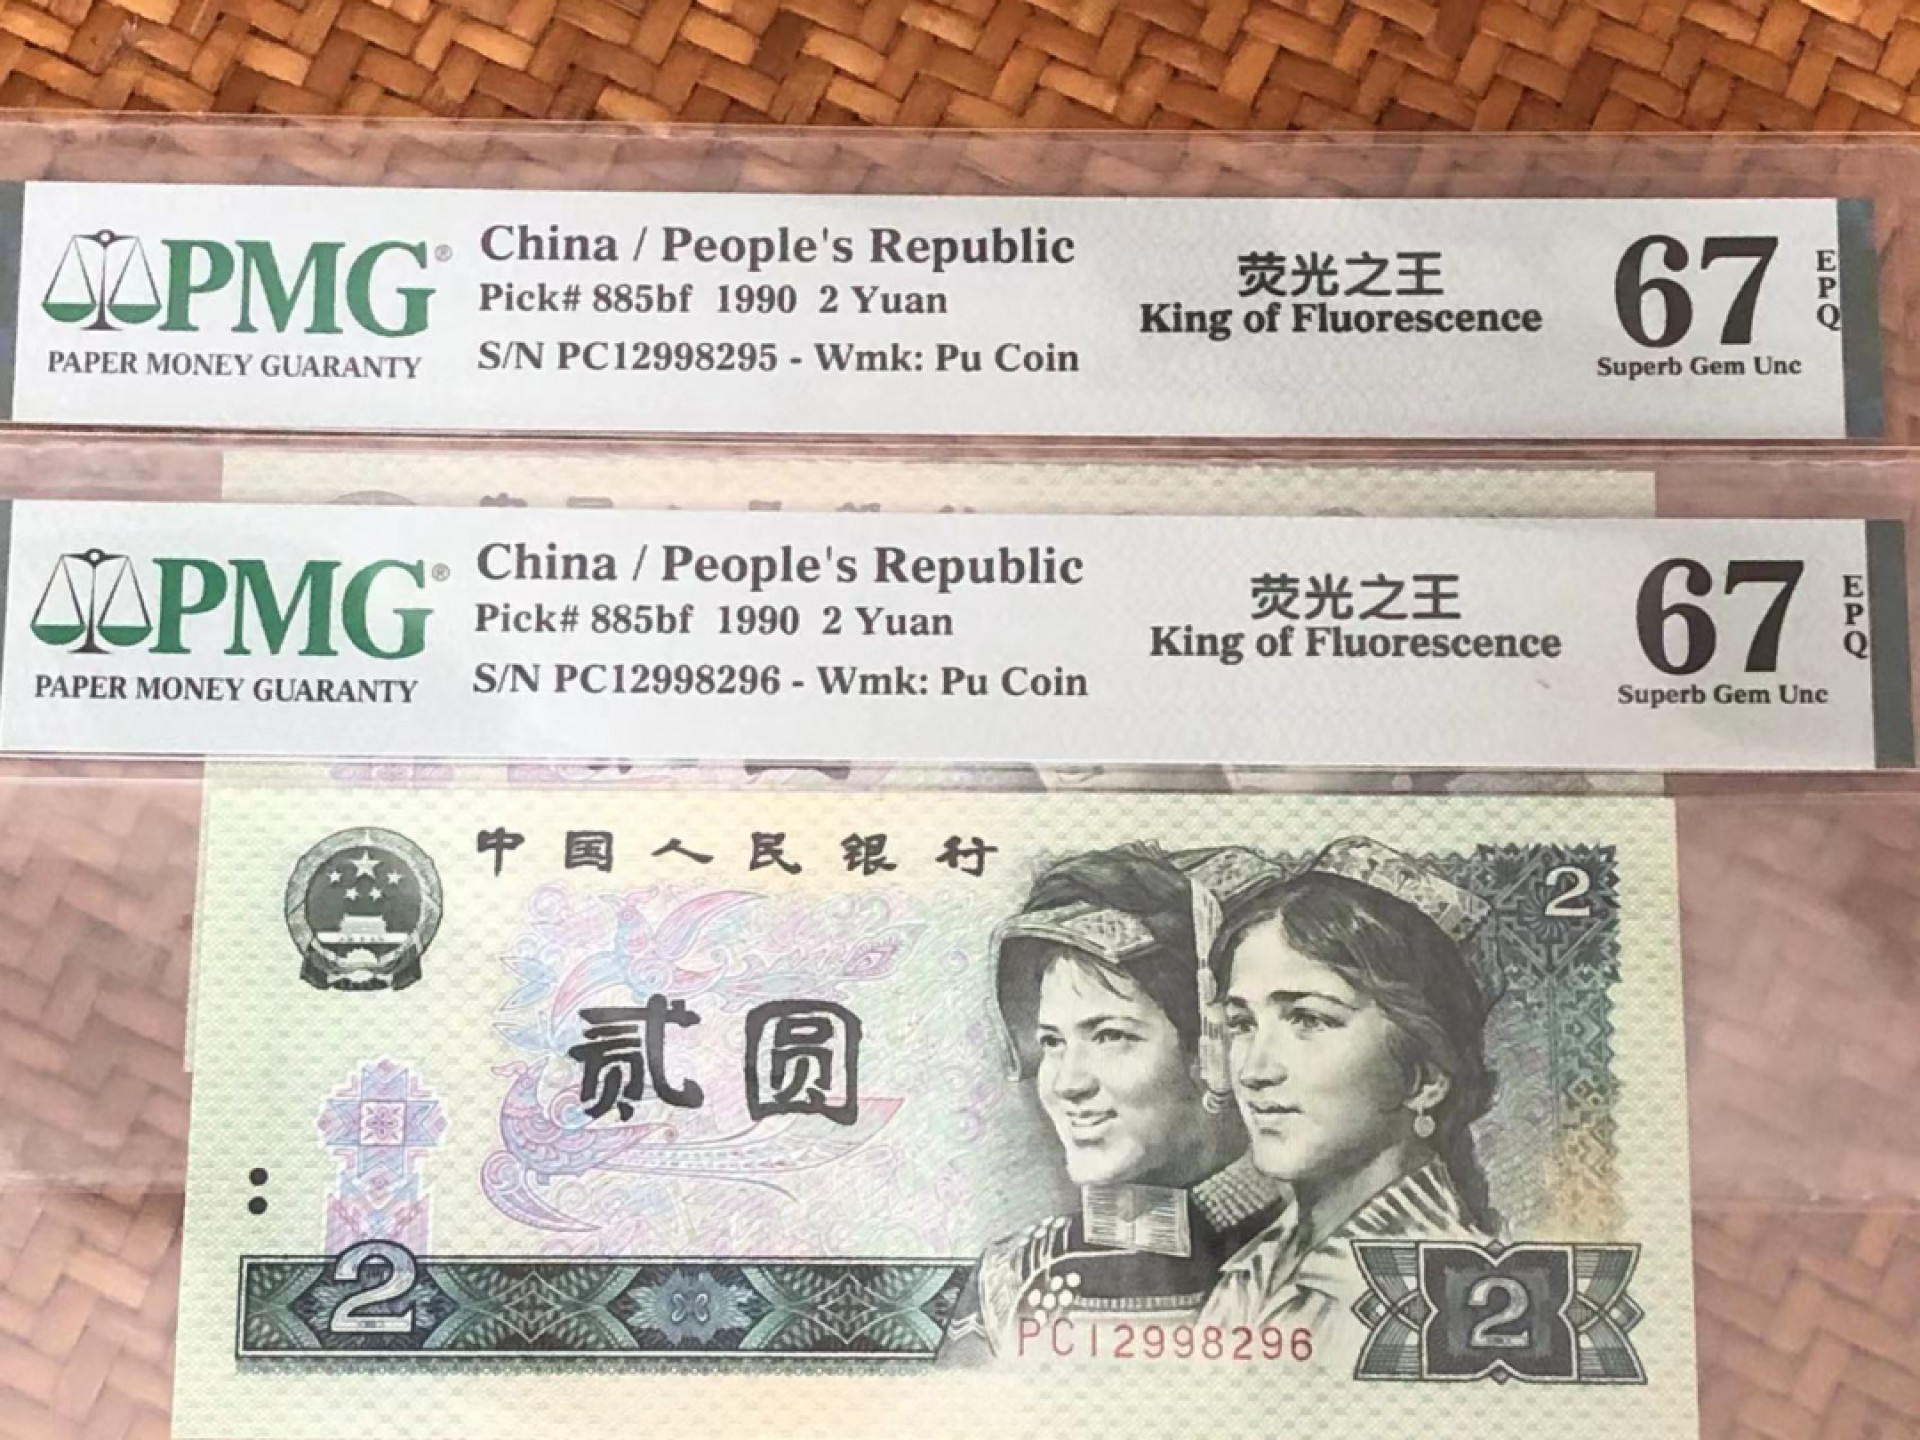 PMG®
PAPER MONEY GUARANTY
China / People's Republic
Pick# 885bf 1990 2 Yuan
S/N PC12998295 - Wmk: Pu Coin
荧光之王
King of Fluorescence
67
EPQ
Superb Gem Unc
PMG®
PAPER MONEY GUARANTY
China / People's Republic
Pick# 885bf 1990 2 Yuan
S/N PC12998296 - Wmk: Pu Coin
荧光之王
King of Fluorescence
67
EPQ
Superb Gem Unc
中国人民银行
2
贰圆
2
PC12998296
2